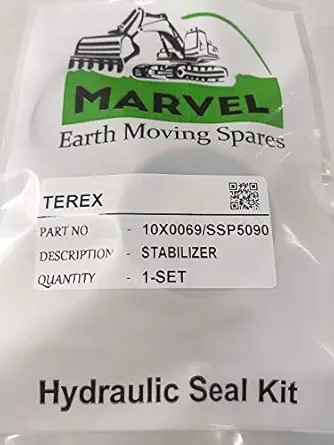 MARVEL
Earth Moving Spares
TEREX
PART NO - 10X0069/SSP5090
DESCRIPTION - STABILIZER
QUANTITY - 1-SET
Hydraulic Seal Kit